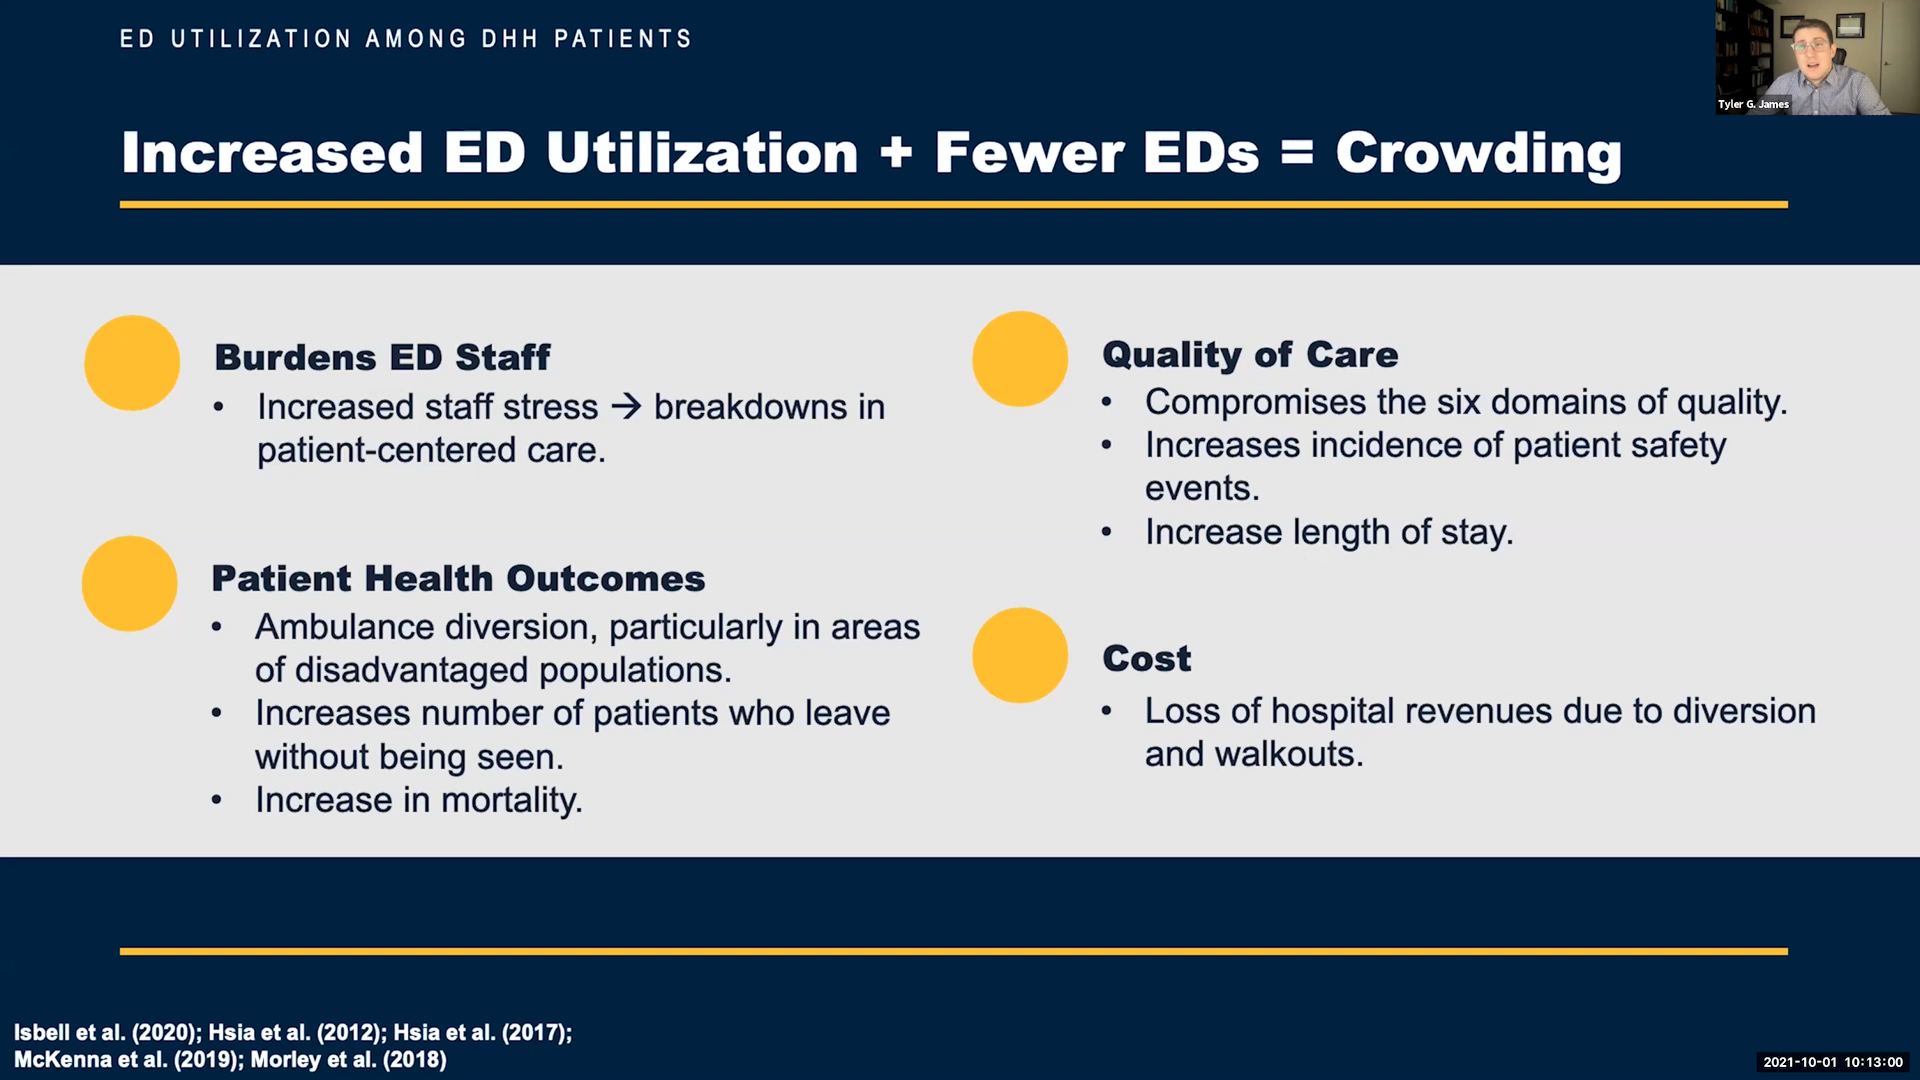 ED UTILIZATION AMONG DHH PATIENTS
Tyler G. James
Increased ED Utilization + Fewer EDs = Crowding
Burdens ED Staff
• Increased staff stress → breakdowns in
patient-centered care.
Patient Health Outcomes
• Ambulance diversion, particularly in areas
of disadvantaged populations.
• Increases number of patients who leave
without being seen.
• Increase in mortality.
Quality of Care
• Compromises the six domains of quality.
• Increases incidence of patient safety
events.
• Increase length of stay.
Cost
• Loss of hospital revenues due to diversion
and walkouts.
Isbell et al. (2020); Hsia et al. (2012); Hsia et al. (2017);
McKenna et al. (2019); Morley et al. (2018)
2021-10-01 10:13:00